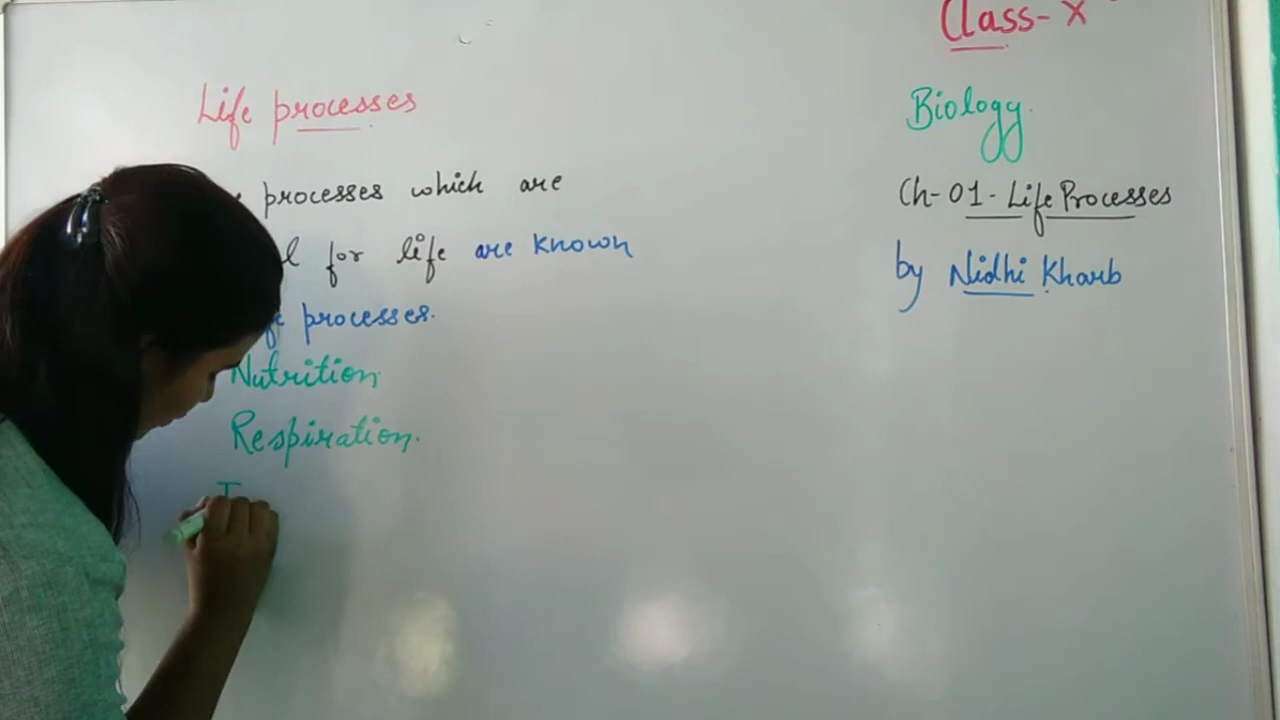 Life processes
processes which are
for life are known
processes.
Nutrition
Respiration.
T
Class-X
Biology.
Ch-01-Life Processes
by Nidhi Kharb